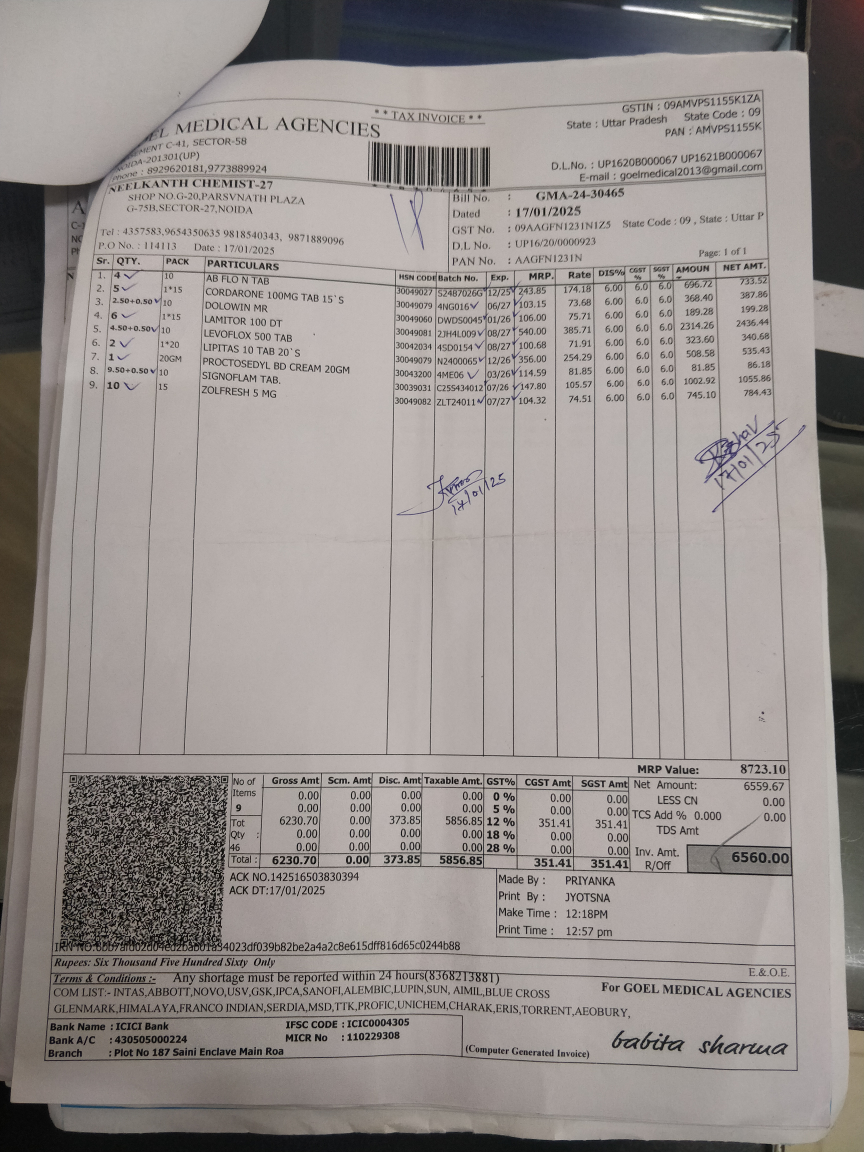 * * TAX INVOICE * *
GSTIN : 09AMVPS1155K1ZA
State : Uttar Pradesh State Code : 09
PAN : AMVPS1155K
EL MEDICAL AGENCIES
C-41, SECTOR-58
NOIDA-201301(UP)
Phone : 8929620181,9773889924
D.L.No. : UP1620B000067 UP1621B000067
E-mail : goelmedical2013@gmail.com
NEELKANTH CHEMIST-27
SHOP NO.G-20,PARSVNATH PLAZA
G-75B,SECTOR-27,NOIDA
Tel : 4357583,9654350635 9818540343, 9871889096
P.O No. : 114113 Date : 17/01/2025
Bill No. : GMA-24-30465
Dated : 17/01/2025
GST No. : 09AAGFN1231N1Z5 State Code : 09 , State : Uttar P
D.L No. : UP16/20/0000923
PAN No. : AAGFN1231N
Page: 1 of 1
Sr. QTY. PACK PARTICULARS HSN CODE Batch No. Exp. MRP. Rate DIS% CGST % SGST % AMOUN NET AMT.
1. 4 10 AB FLO N TAB 30049027 S2487026G 12/25 243.85 174.18 6.00 6.0 6.0 696.72 733.52
2. 5 1*15 CORDARONE 100MG TAB 15`S 30049079 4NG016 06/27 103.15 73.68 6.00 6.0 6.0 368.40 387.86
3. 2.50+0.50 10 DOLOWIN MR 30049060 DWDS0045 01/26 106.00 75.71 6.00 6.0 6.0 189.28 199.28
4. 6 1*15 LAMITOR 100 DT 30049081 2JH4L009 08/27 540.00 385.71 6.00 6.0 6.0 2314.26 2436.44
5. 4.50+0.50 10 LEVOFLOX 500 TAB 30042034 4SD0154 08/27 100.68 71.91 6.00 6.0 6.0 323.60 340.68
6. 2 1*20 LIPITAS 10 TAB 20`S 30049079 N2400065 12/26 356.00 254.29 6.00 6.0 6.0 508.58 535.43
7. 1 20GM PROCTOSEDYL BD CREAM 20GM 30043200 4ME06 03/26 114.59 81.85 6.00 6.0 6.0 81.85 86.18
8. 9.50+0.50 10 SIGNOFLAM TAB. 30039031 C255434012 07/26 147.80 105.57 6.00 6.0 6.0 1002.92 1055.86
9. 10 15 ZOLFRESH 5 MG 30049082 ZLT24011 07/27 104.32 74.51 6.00 6.0 6.0 745.10 784.43
17/01/25
17/01/25
MRP Value: 8723.10
No of Items 9 Tot Qty : 46
Gross Amt Scm. Amt Disc. Amt Taxable Amt. GST% CGST Amt SGST Amt
0.00 0.00 0.00 0.00 0 % 0.00 0.00
0.00 0.00 0.00 0.00 5 % 0.00 0.00
6230.70 0.00 373.85 5856.85 12 % 351.41 351.41
0.00 0.00 0.00 0.00 18 % 0.00 0.00
0.00 0.00 0.00 0.00 28 % 0.00 0.00
Total : 6230.70 0.00 373.85 5856.85 351.41 351.41
Net Amount: 6559.67
LESS CN 0.00
TCS Add % 0.000 0.00
TDS Amt
Inv. Amt. R/Off 6560.00
ACK NO.142516503830394
ACK DT:17/01/2025
Made By : PRIYANKA
Print By : JYOTSNA
Make Time : 12:18PM
Print Time : 12:57 pm
Rupees: Six Thousand Five Hundred Sixty Only
E.&.O.E.
Terms & Conditions :- Any shortage must be reported within 24 hours(8368213881)
COM LIST:- INTAS,ABBOTT,NOVO,USV,GSK,IPCA,SANOFI,ALEMBIC,LUPIN,SUN, AIMIL,BLUE CROSS
GLENMARK,HIMALAYA,FRANCO INDIAN,SERDIA,MSD,TTK,PROFIC,UNICHEM,CHARAK,ERIS,TORRENT,AEOBURY,
For GOEL MEDICAL AGENCIES
Bank Name : ICICI Bank IFSC CODE : ICIC0004305
Bank A/C : 430505000224 MICR No : 110229308
Branch : Plot No 187 Saini Enclave Main Roa
(Computer Generated Invoice)
babita sharma